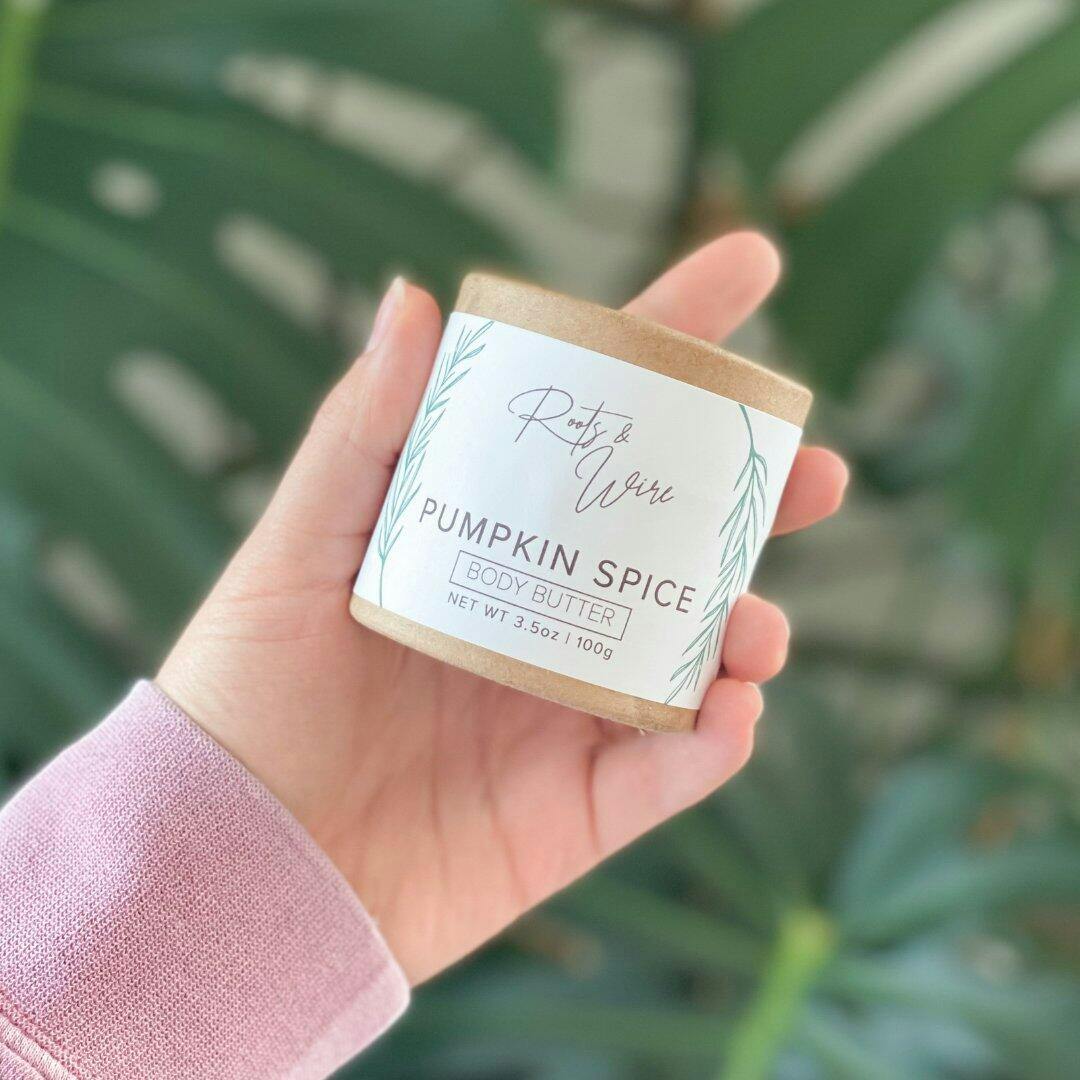 Roots &
Wire
PUMPKIN SPICE
BODY BUTTER
NET WT 3.5oz | 100g